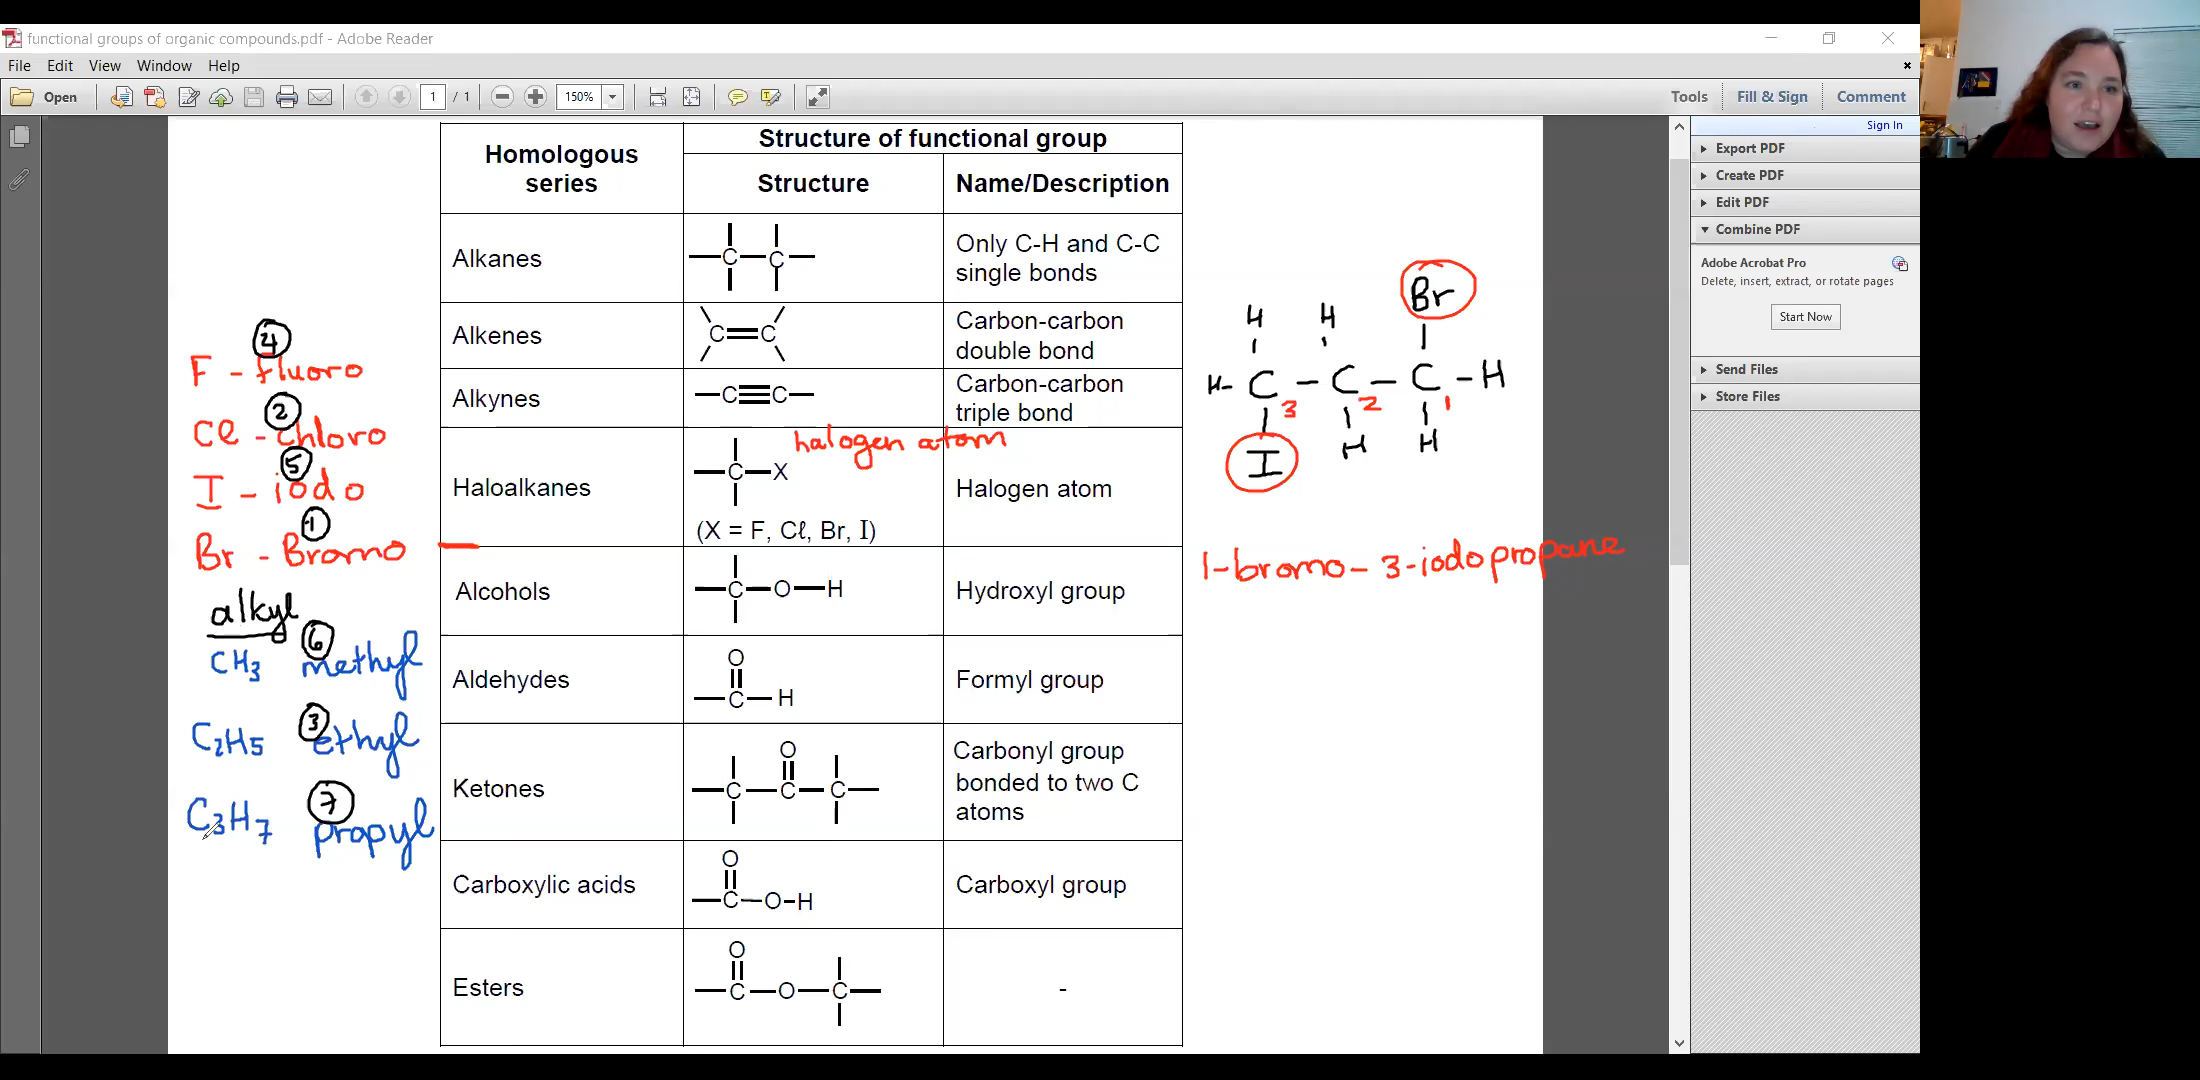 functional groups of organic compounds.pdf - Adobe Reader
File Edit View Window Help
Open 1 / 1 150% Tools Fill & Sign Comment
Sign In
Export PDF
Create PDF
Edit PDF
Combine PDF
Adobe Acrobat Pro
Delete, insert, extract, or rotate pages
Start Now
Send Files
Store Files
Homologous
series
Structure of functional group
Structure
Name/Description
Alkanes
C C
Only C-H and C-C
single bonds
Alkenes
C C
Carbon-carbon
double bond
Alkynes
C C
Carbon-carbon
triple bond
Haloalkanes
C X
halogen atom
(X = F, Cℓ, Br, I)
Halogen atom
Alcohols
C O H
Hydroxyl group
Aldehydes
O
C H
Formyl group
Ketones
O
C C C
Carbonyl group
bonded to two C
atoms
Carboxylic acids
O
C O H
Carboxyl group
Esters
O
C O C
-
4
F - fluoro
2
Cℓ - chloro
5
I - iodo
1
Br - Bromo
alkyl
6
CH3 methyl
3
C2H5 ethyl
7
C3H7 propyl
Br
H H
H- C - C - C - H
3 2 1
I H H
1-bromo-3-iodopropane